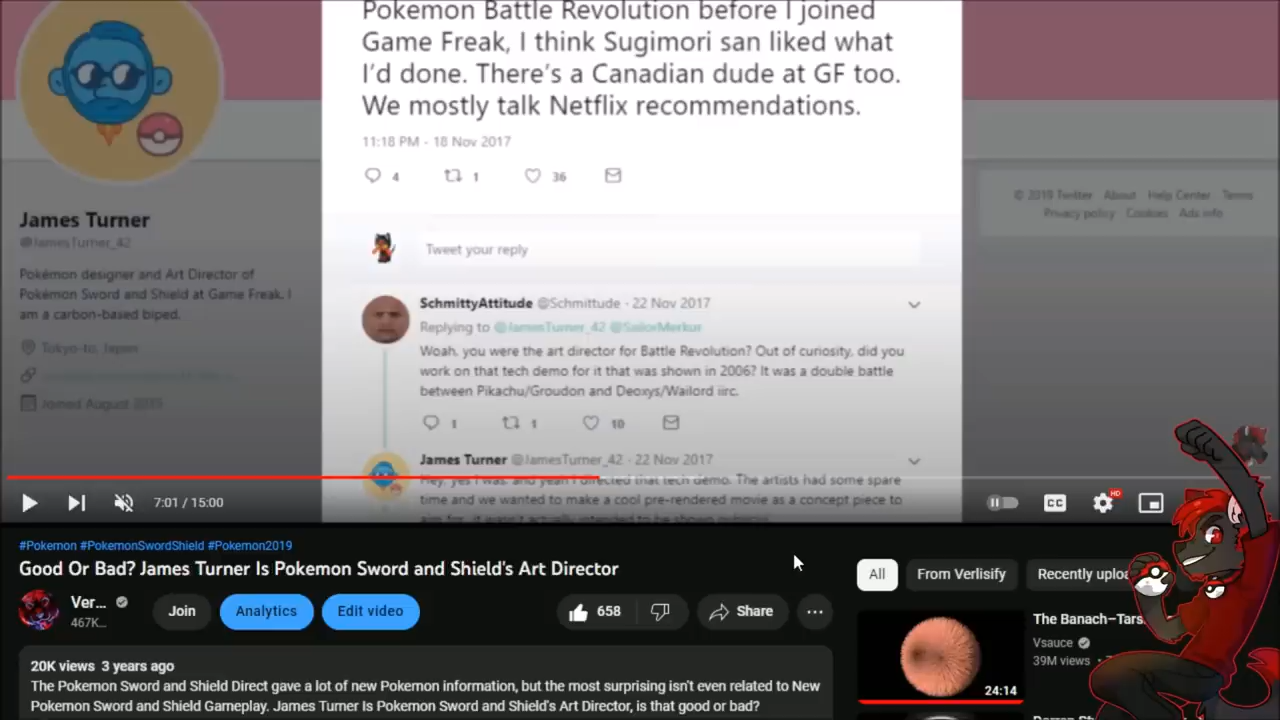 Pokemon Battle Revolution before I joined
Game Freak, I think Sugimori san liked what
I'd done. There's a Canadian dude at GF too.
We mostly talk Netflix recommendations.
11:18 PM - 18 Nov 2017
4 1 36
James Turner
@JamesTurner_42
Pokémon designer and Art Director of
Pokémon Sword and Shield at Game Freak. I
am a carbon-based biped.
Tokyo-to, Japan
Joined August 2015
© 2019 Twitter About Help Center Terms
Privacy policy Cookies Ads info
Tweet your reply
SchmittyAttitude @Schmittude · 22 Nov 2017
Replying to @JamesTurner_42 @SailorMerkur
Woah, you were the art director for Battle Revolution? Out of curiosity, did you
work on that tech demo for it that was shown in 2006? It was a double battle
between Pikachu/Groudon and Deoxys/Wailord iirc.
1 1 10
James Turner @JamesTurner_42 · 22 Nov 2017
Hey, yes I was, and yeah I directed that tech demo. The artists had some spare
time and we wanted to make a cool pre-rendered movie as a concept piece to
7:01 / 15:00
CC
HD
#Pokemon #PokemonSwordShield #Pokemon2019
Good Or Bad? James Turner Is Pokemon Sword and Shield's Art Director
Ver...
467K...
Join
Analytics
Edit video
658
Share
20K views 3 years ago
The Pokemon Sword and Shield Direct gave a lot of new Pokemon information, but the most surprising isn't even related to New
Pokemon Sword and Shield Gameplay. James Turner Is Pokemon Sword and Shield's Art Director, is that good or bad?
All
From Verlisify
Recently uploa
The Banach–Tars
Vsauce
39M views
24:14